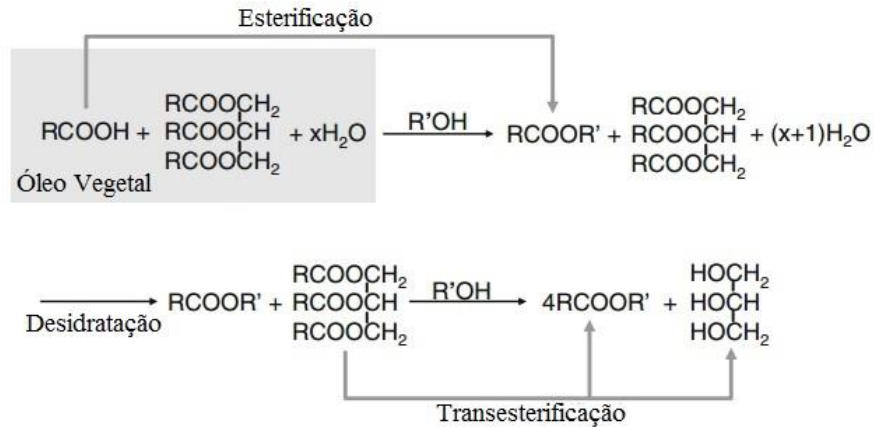 Esterificação
RCOOCH₂
RCOOH + RCOOCH + xH₂O R'OH RCOOR' + RCOOCH + (x+1)H₂O
RCOOCH₂
RCOOCH₂
RCOOCH₂
Óleo Vegetal
RCOOCH₂ HOCH₂
RCOOR' + RCOOCH R'OH 4RCOOR' + HOCH
Desidratação
RCOOCH₂ HOCH₂
Transesterificação